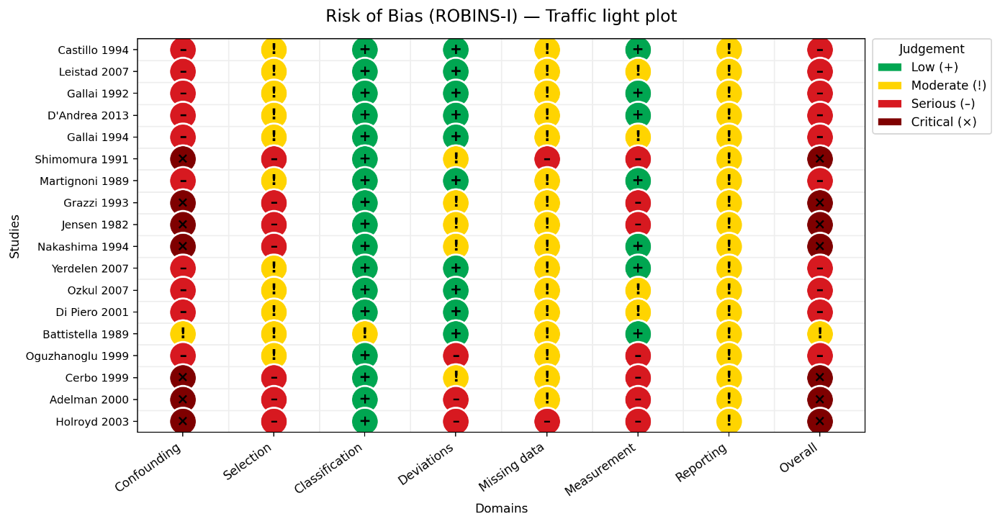 Risk of Bias (ROBINS-I) — Traffic light plot
Judgement
Low (+)
Moderate (!)
Serious (–)
Critical (×)
Studies
Castillo 1994 – ! + + ! + ! –
Leistad 2007 – ! + + ! ! ! –
Gallai 1992 – ! + + ! + ! –
D'Andrea 2013 – ! + + ! + ! –
Gallai 1994 – ! + + ! ! ! –
Shimomura 1991 × – + ! – – ! ×
Martignoni 1989 – ! + + ! + ! –
Grazzi 1993 × – + ! ! – ! ×
Jensen 1982 × – + ! ! – ! ×
Nakashima 1994 × – + ! ! + ! ×
Yerdelen 2007 – ! + + ! + ! –
Ozkul 2007 – ! + + ! ! ! –
Di Piero 2001 – ! + + ! ! ! –
Battistella 1989 ! ! ! + ! + ! !
Oguzhanoglu 1999 – ! + – ! – ! –
Cerbo 1999 × – + ! ! – ! ×
Adelman 2000 × – + – ! – ! ×
Holroyd 2003 × – + – – – ! ×
Confounding Selection Classification Deviations Missing data Measurement Reporting Overall
Domains